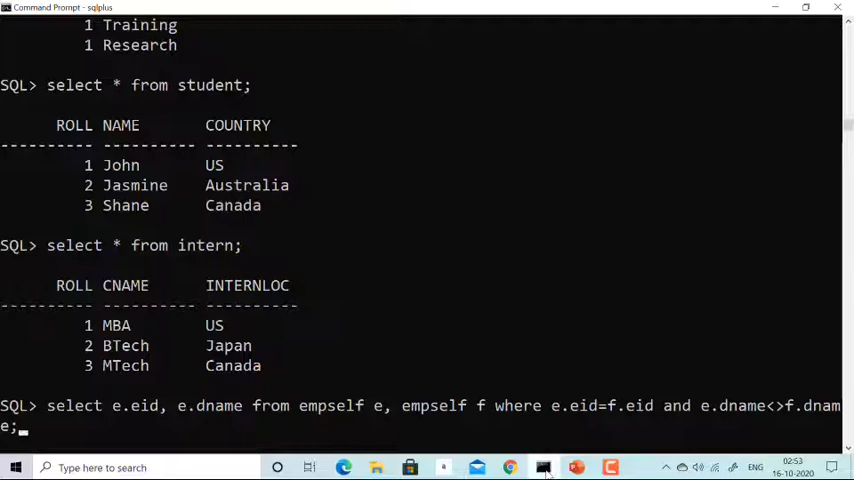 Command Prompt - sqlplus
1 Training
1 Research
SQL> select * from student;
ROLL NAME COUNTRY
---------- ---------- ----------
1 John US
2 Jasmine Australia
3 Shane Canada
SQL> select * from intern;
ROLL CNAME INTERNLOC
---------- ---------- ----------
1 MBA US
2 BTech Japan
3 MTech Canada
SQL> select e.eid, e.dname from empself e, empself f where e.eid=f.eid and e.dname<>f.dnam
e;
Type here to search
a
ENG
02:53
16-10-2020